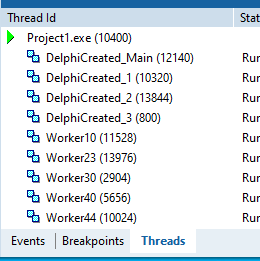 Thread Id Stat
Project1.exe (10400)
DelphiCreated_Main (12140) Run
DelphiCreated_1 (10320) Run
DelphiCreated_2 (13844) Run
DelphiCreated_3 (800) Run
Worker10 (11528) Run
Worker23 (13976) Run
Worker30 (2904) Run
Worker40 (5656) Run
Worker44 (10024) Run
Events Breakpoints Threads